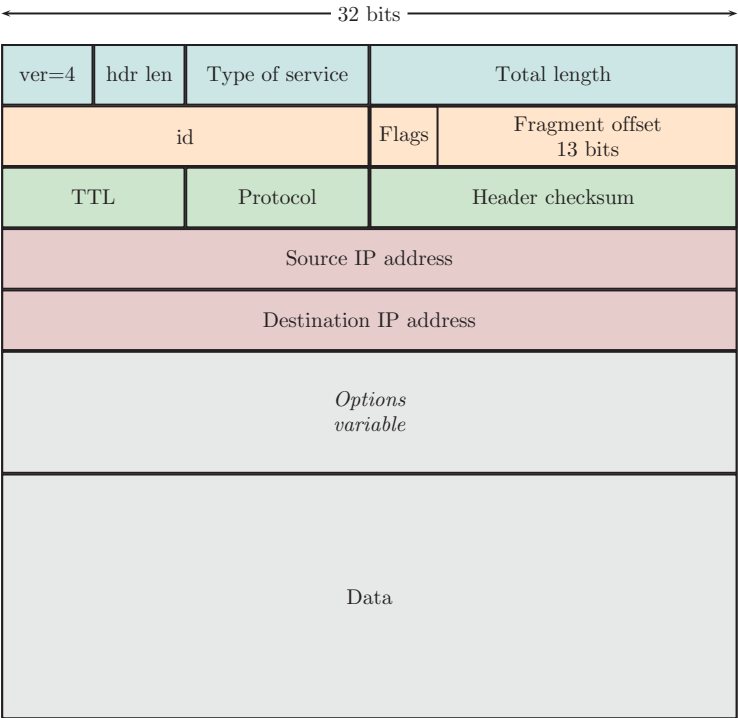 32 bits
ver=4 hdr len Type of service Total length
id Flags Fragment offset
13 bits
TTL Protocol Header checksum
Source IP address
Destination IP address
Options
variable
Data